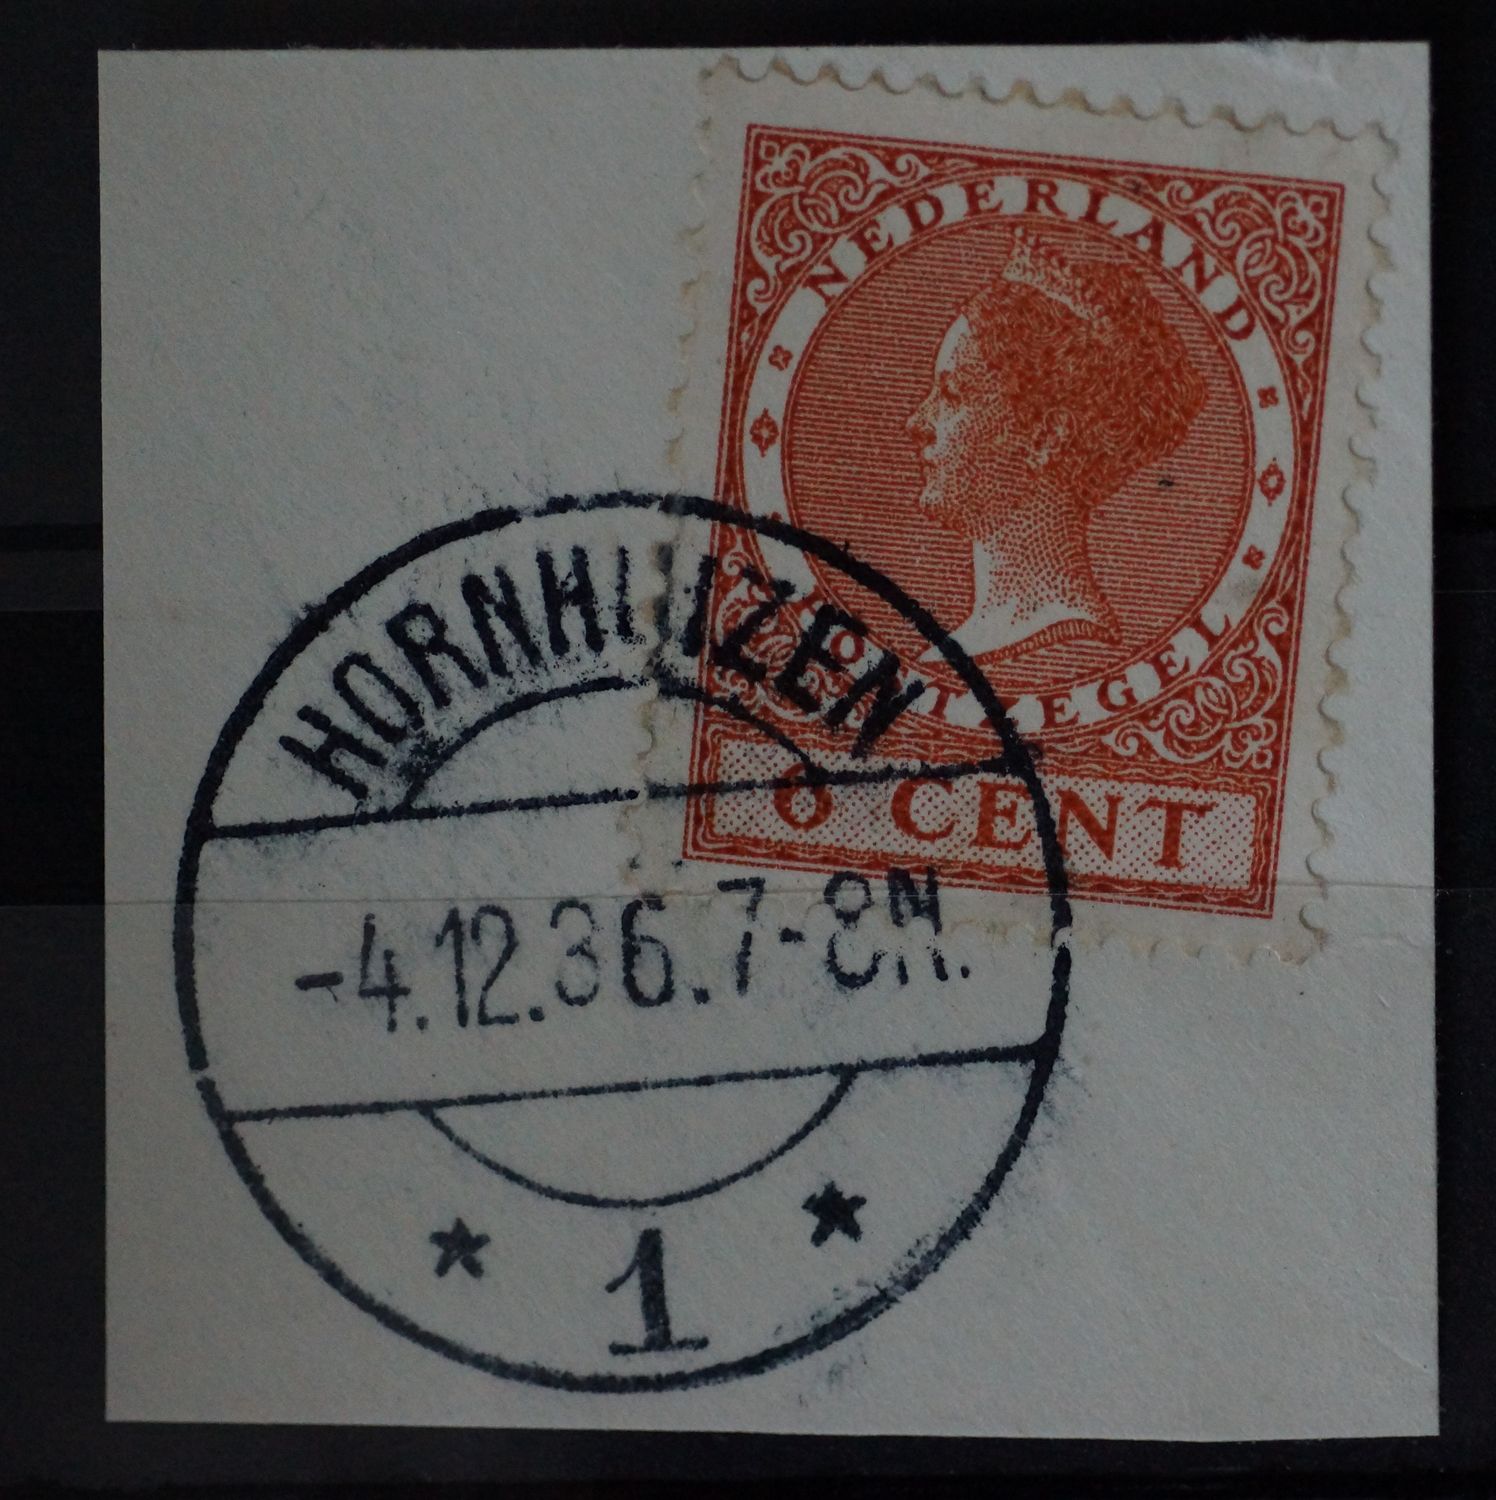 NEDERLAND
POSTZEGEL
6 CENT
HORNHUIZEN
-4.12.36.7-8N.
* 1 *